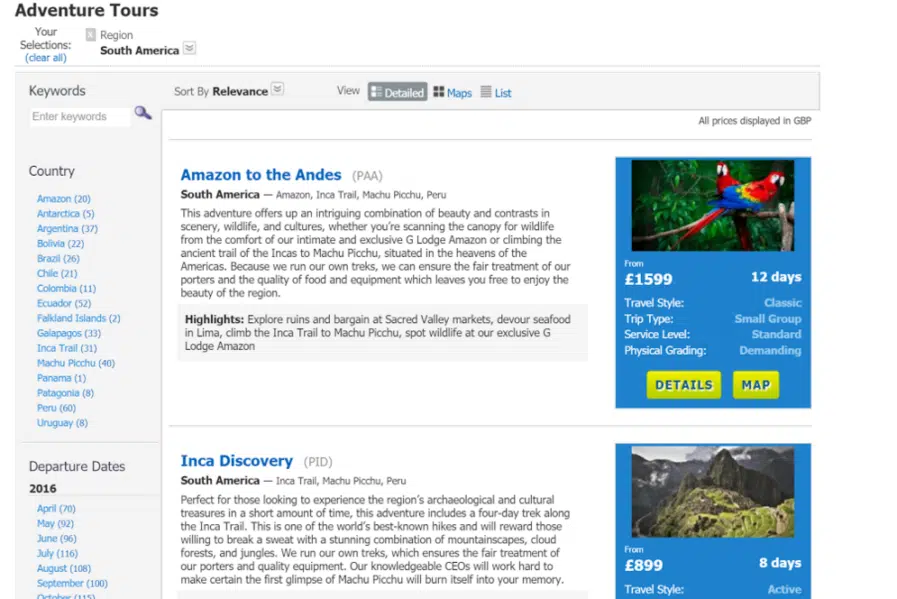 Adventure Tours
Your
Selections:
(clear all)
x Region
South America
Keywords
Enter keywords
Sort By Relevance
View Detailed Maps List
All prices displayed in GBP
Country
Amazon (20)
Antarctica (5)
Argentina (37)
Bolivia (22)
Brazil (26)
Chile (21)
Colombia (11)
Ecuador (52)
Falkland Islands (2)
Galapagos (33)
Inca Trail (31)
Machu Picchu (40)
Panama (1)
Patagonia (8)
Peru (60)
Uruguay (8)
Departure Dates
2016
April (70)
May (92)
June (96)
July (116)
August (108)
September (100)
October (115)
Amazon to the Andes (PAA)
South America — Amazon, Inca Trail, Machu Picchu, Peru
This adventure offers up an intriguing combination of beauty and contrasts in
scenery, wildlife, and cultures, whether you're scanning the canopy for wildlife
from the comfort of our intimate and exclusive G Lodge Amazon or climbing the
ancient trail of the Incas to Machu Picchu, situated in the heavens of the
Americas. Because we run our own treks, we can ensure the fair treatment of our
porters and the quality of food and equipment which leaves you free to enjoy the
beauty of the region.
Highlights: Explore ruins and bargain at Sacred Valley markets, devour seafood
in Lima, climb the Inca Trail to Machu Picchu, spot wildlife at our exclusive G
Lodge Amazon
From
£1599 12 days
Travel Style: Classic
Trip Type: Small Group
Service Level: Standard
Physical Grading: Demanding
DETAILS MAP
Inca Discovery (PID)
South America — Inca Trail, Machu Picchu, Peru
Perfect for those looking to experience the region's archaeological and cultural
treasures in a short amount of time, this adventure includes a four-day trek along
the Inca Trail. This is one of the world's best-known hikes and will reward those
willing to break a sweat with a stunning combination of mountainscapes, cloud
forests, and jungles. We run our own treks, which ensures the fair treatment of
our porters and quality equipment. Our knowledgeable CEOs will work hard to
make certain the first glimpse of Machu Picchu will burn itself into your memory.
From
£899 8 days
Travel Style: Active